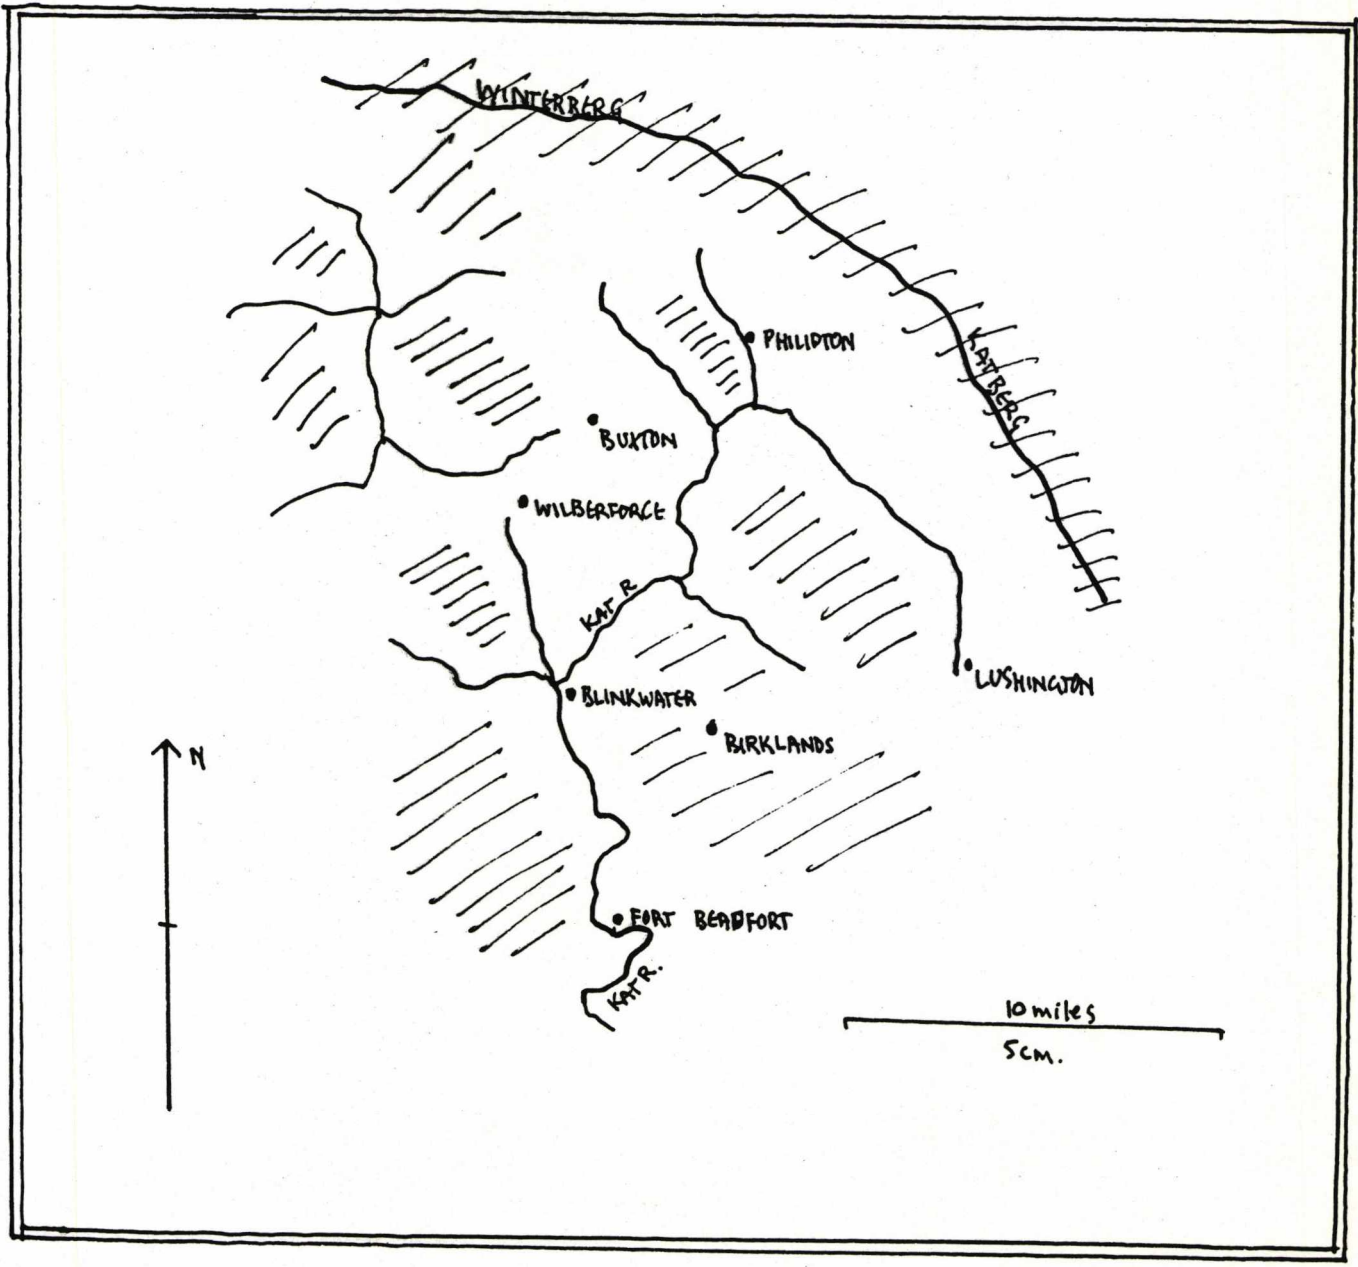 WINTERBERG
PHILIPTON
KATBERG
BUXTON
WILBERFORCE
KAT R
LUSHINGTON
BLINKWATER
BIRKLANDS
N
FORT BEAUFORT
KAT R.
10 miles
5cm.